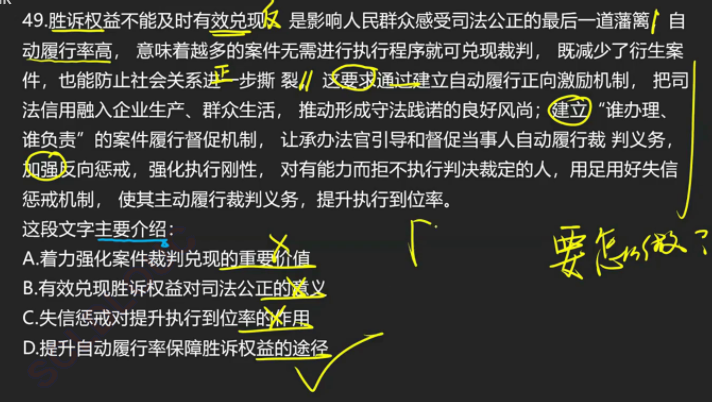 49.胜诉权益不能及时有效兑现， 是影响人民群众感受司法公正的最后一道藩篱， 自
动履行率高， 意味着越多的案件无需进行执行程序就可兑现裁判， 既减少了衍生案
件，也能防止社会关系进一步撕 裂。 这要求通过建立自动履行正向激励机制， 把司
法信用融入企业生产、群众生活， 推动形成守法践诺的良好风尚；建立“谁办理、
谁负责”的案件履行督促机制， 让承办法官引导和督促当事人自动履行裁 判义务，
加强反向惩戒，强化执行刚性， 对有能力而拒不执行判决裁定的人，用足用好失信
惩戒机制， 使其主动履行裁判义务，提升执行到位率。
这段文字主要介绍：
A.着力强化案件裁判兑现的重要价值
B.有效兑现胜诉权益对司法公正的意义
C.失信惩戒对提升执行到位率的作用
D.提升自动履行率保障胜诉权益的途径
反
正
要怎么做？